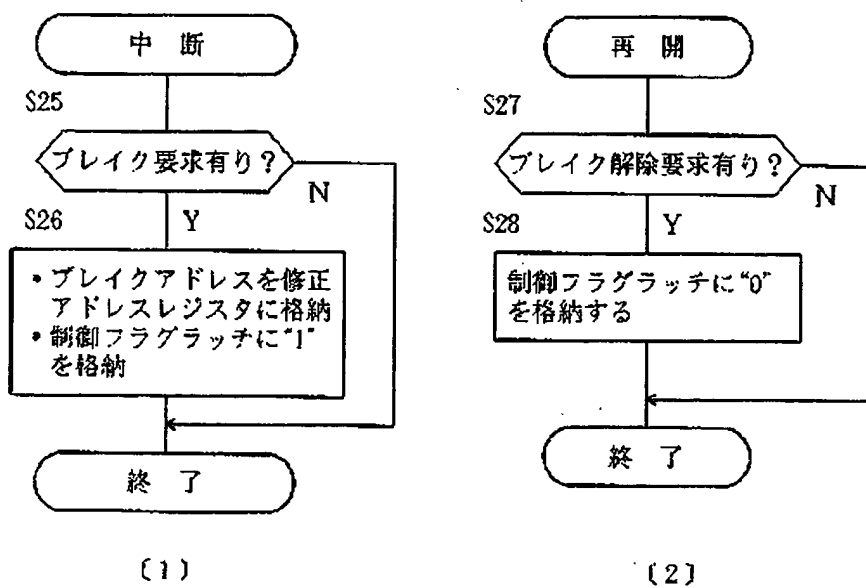 中 断
S25
ブレイク要求有り？
N
S26
Y
・ブレイクアドレスを修正
アドレスレジスタに格納
・制御フラグラッチに“1”
を格納
終 了
(1)
再 開
S27
ブレイク解除要求有り？
N
S28
Y
制御フラグラッチに“0”
を格納する
終 了
(2)